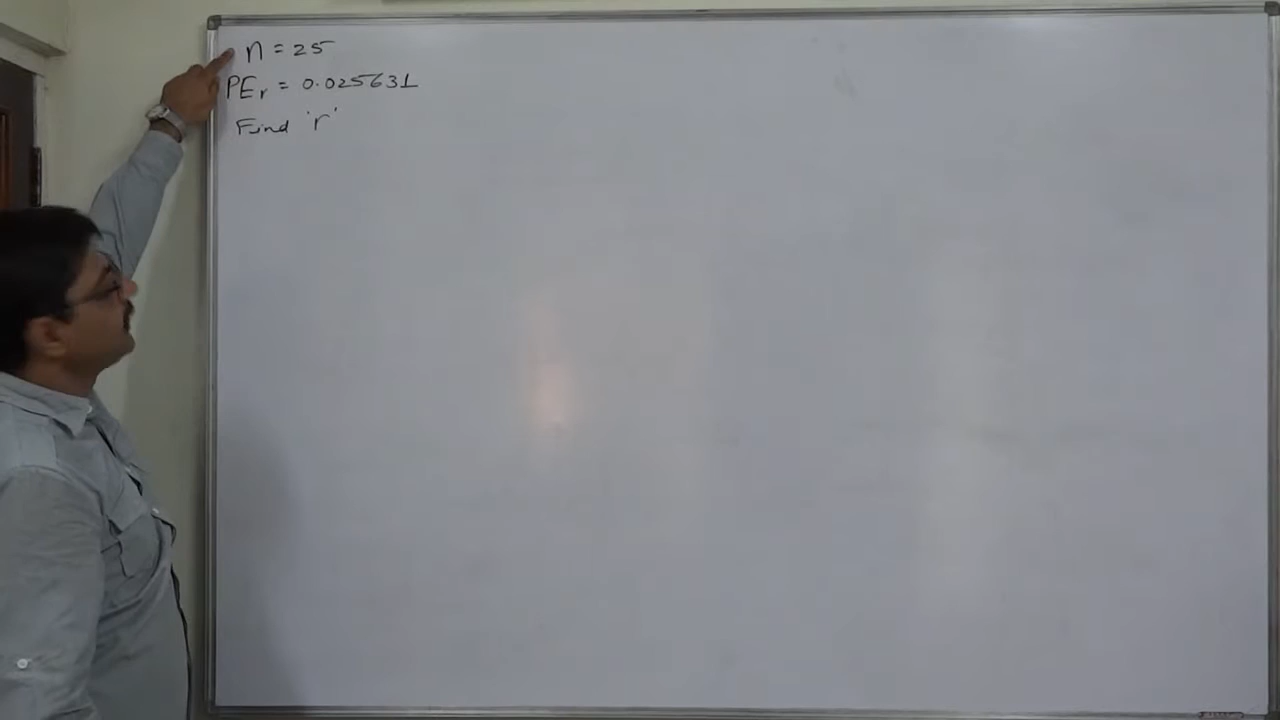 n = 25
PEr = 0.025631
Find 'r'